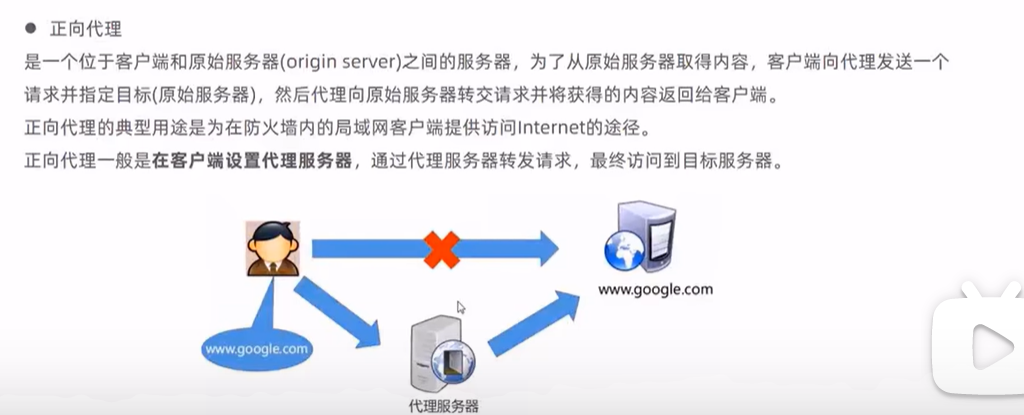 ● 正向代理
是一个位于客户端和原始服务器(origin server)之间的服务器，为了从原始服务器取得内容，客户端向代理发送一个
请求并指定目标(原始服务器)，然后代理向原始服务器转交请求并将获得的内容返回给客户端。
正向代理的典型用途是为在防火墙内的局域网客户端提供访问Internet的途径。
正向代理一般是在客户端设置代理服务器，通过代理服务器转发请求，最终访问到目标服务器。
www.google.com
www.google.com
代理服务器